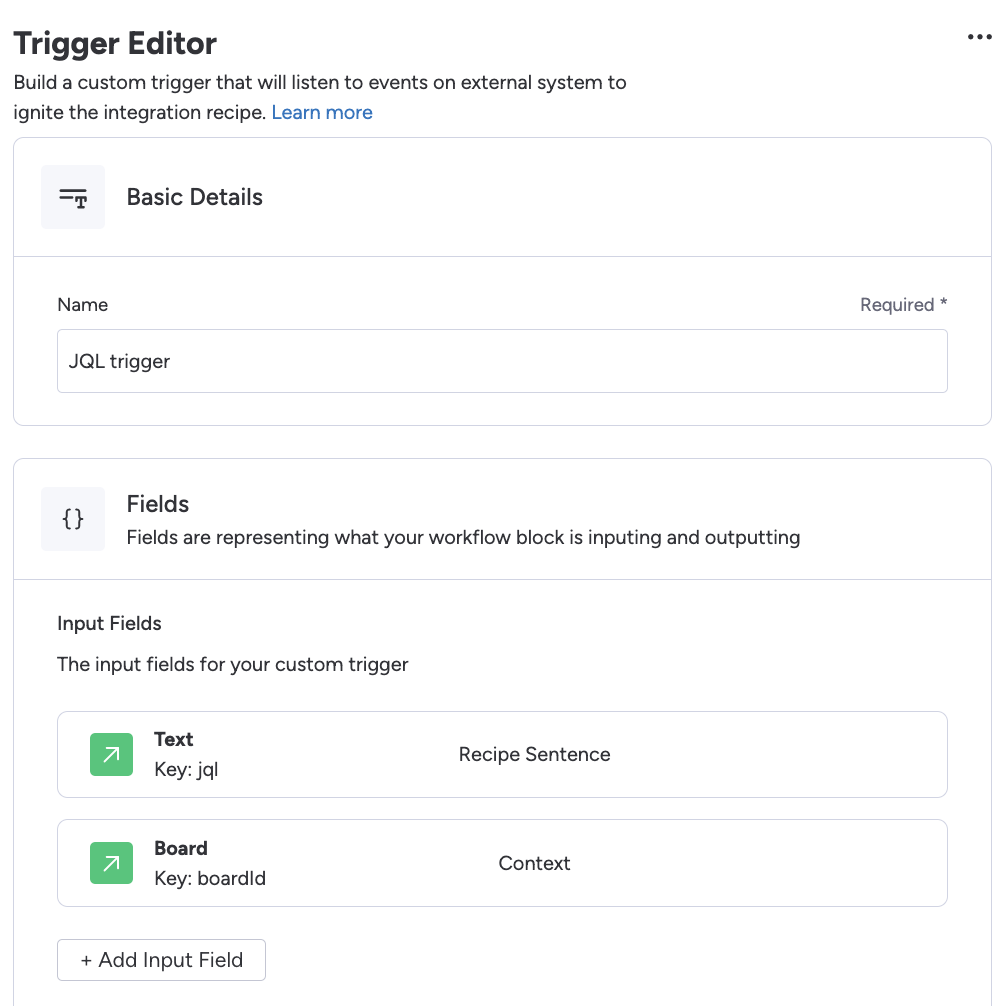 Trigger Editor
Build a custom trigger that will listen to events on external system to
ignite the integration recipe. Learn more
Basic Details
Name
Required *
JQL trigger
{}
Fields
Fields are representing what your workflow block is inputing and outputting
Input Fields
The input fields for your custom trigger
Text
Key: jql
Recipe Sentence
Board
Key: boardId
Context
+ Add Input Field